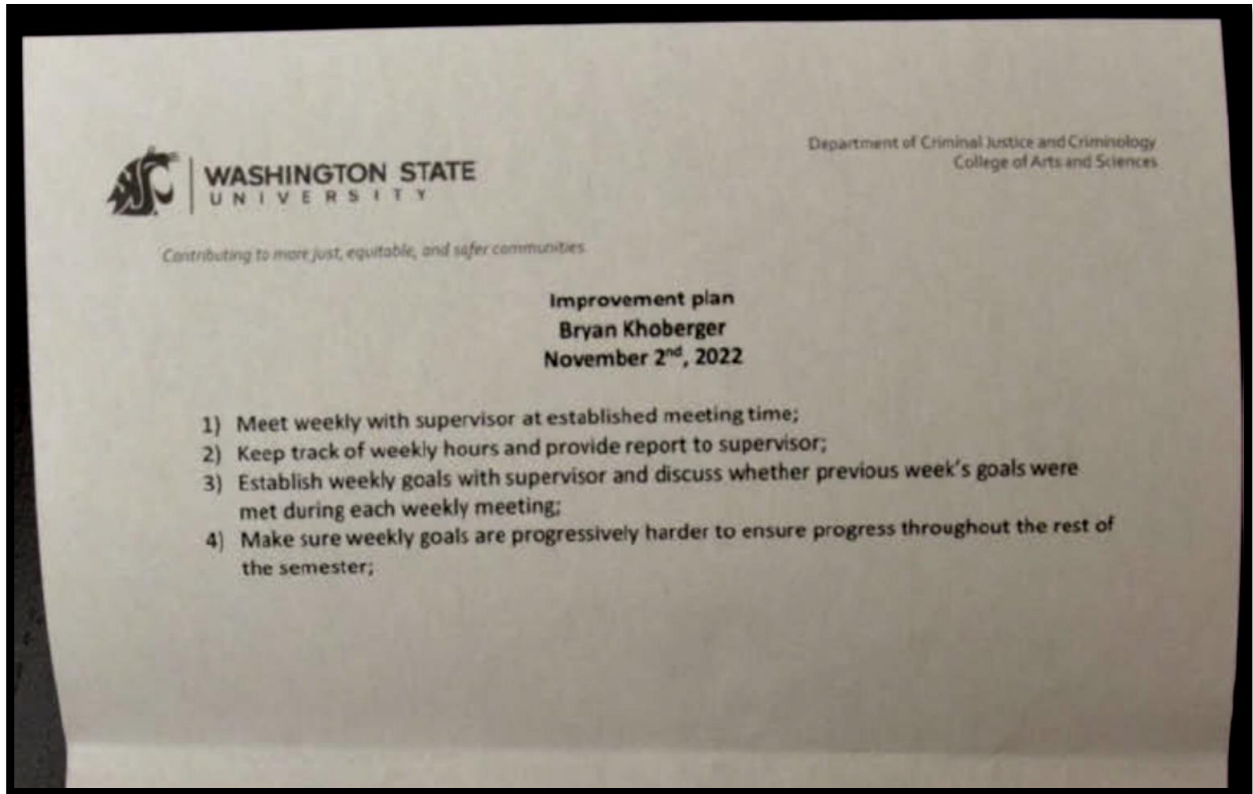 Department of Criminal Justice and Criminology
College of Arts and Sciences
WASHINGTON STATE
UNIVERSITY
Contributing to more just, equitable, and safer communities
Improvement plan
Bryan Khoberger
November 2nd, 2022
1) Meet weekly with supervisor at established meeting time;
2) Keep track of weekly hours and provide report to supervisor;
3) Establish weekly goals with supervisor and discuss whether previous week's goals were
met during each weekly meeting;
4) Make sure weekly goals are progressively harder to ensure progress throughout the rest of
the semester;